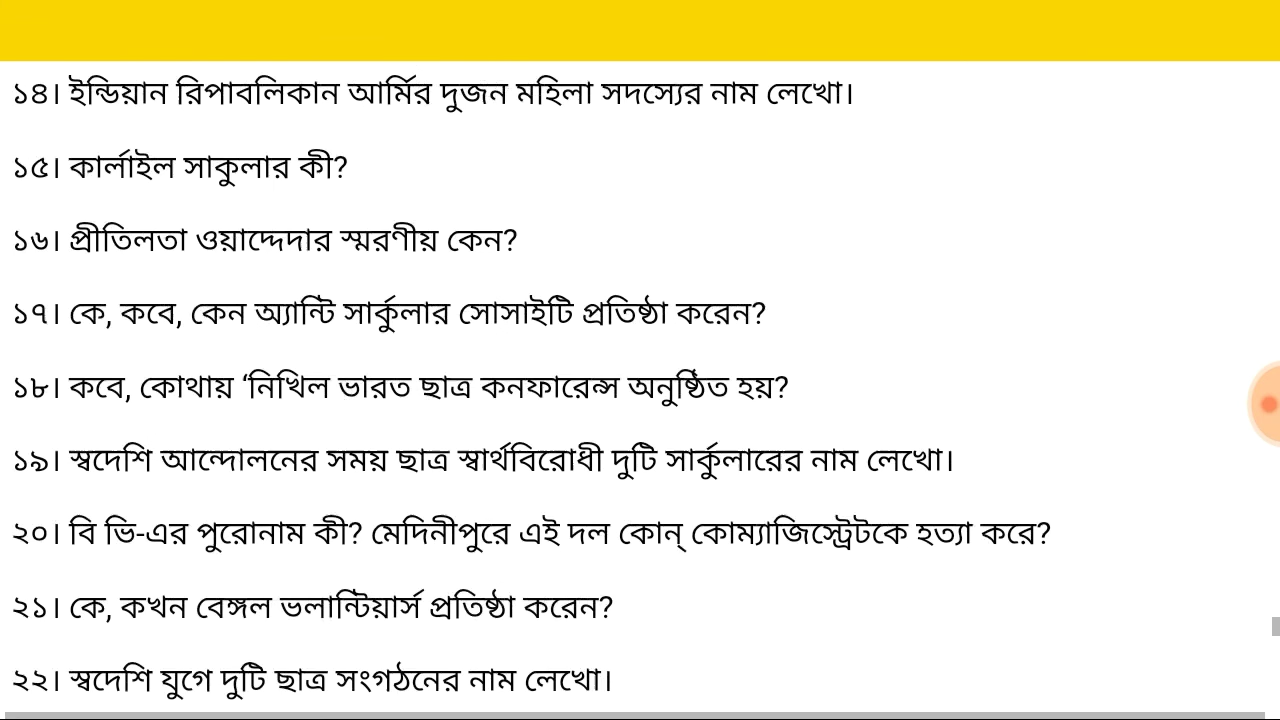 ১৪। ইন্ডিয়ান রিপাবলিকান আর্মির দুজন মহিলা সদস্যের নাম লেখো।
১৫। কার্লাইল সাকুলার কী?
১৬। প্রীতিলতা ওয়াদ্দেদার স্মরণীয় কেন?
১৭। কে, কবে, কেন অ্যান্টি সার্কুলার সোসাইটি প্রতিষ্ঠা করেন?
১৮। কবে, কোথায় ‘নিখিল ভারত ছাত্র কনফারেন্স অনুষ্ঠিত হয়?
১৯। স্বদেশি আন্দোলনের সময় ছাত্র স্বার্থবিরোধী দুটি সার্কুলারের নাম লেখো।
২০। বি ভি-এর পুরোনাম কী? মেদিনীপুরে এই দল কোন্ কোম্যাজিস্ট্রেটকে হত্যা করে?
২১। কে, কখন বেঙ্গল ভলান্টিয়ার্স প্রতিষ্ঠা করেন?
২২। স্বদেশি যুগে দুটি ছাত্র সংগঠনের নাম লেখো।